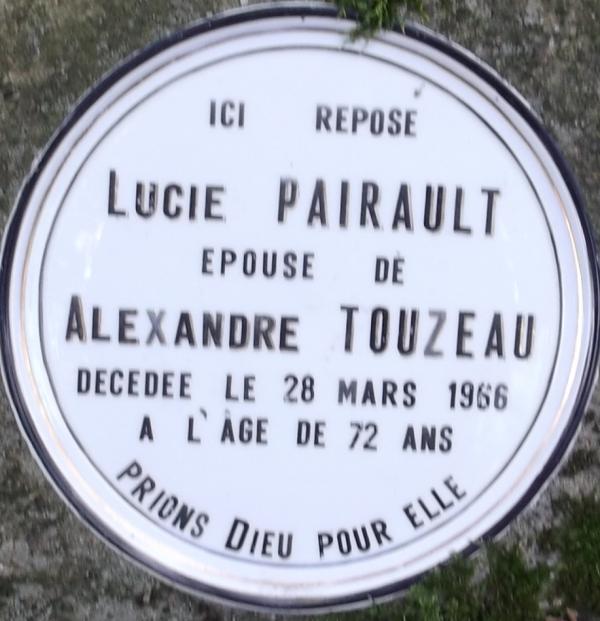 ICI REPOSE
LUCIE PAIRAULT
EPOUSE DE
ALEXANDRE TOUZEAU
DECEDEE LE 28 MARS 1966
A L'ÂGE DE 72 ANS
PRIONS DIEU POUR ELLE